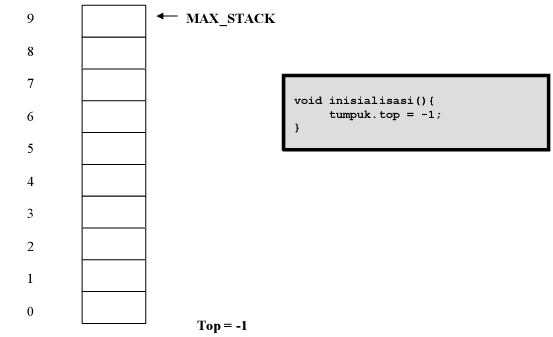 9
MAX_STACK
8
7
void inisialisasi(){
tumpuk.top = -1;
}
6
5
4
3
2
1
0
Top = -1